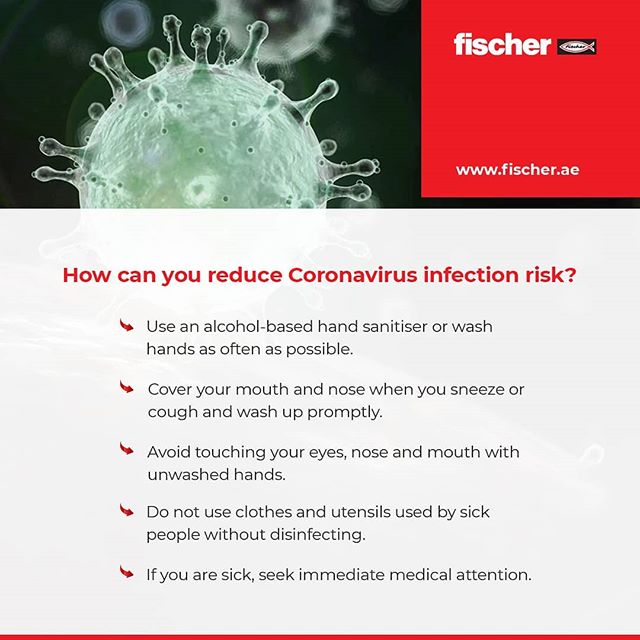 fischer fischer
www.fischer.ae
How can you reduce Coronavirus infection risk?
Use an alcohol-based hand sanitiser or wash
hands as often as possible.
Cover your mouth and nose when you sneeze or
cough and wash up promptly.
Avoid touching your eyes, nose and mouth with
unwashed hands.
Do not use clothes and utensils used by sick
people without disinfecting.
If you are sick, seek immediate medical attention.